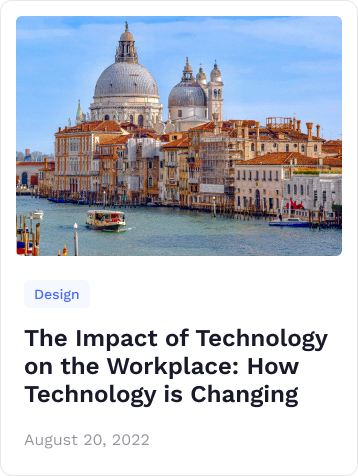 Design
The Impact of Technology
on the Workplace: How
Technology is Changing
August 20, 2022